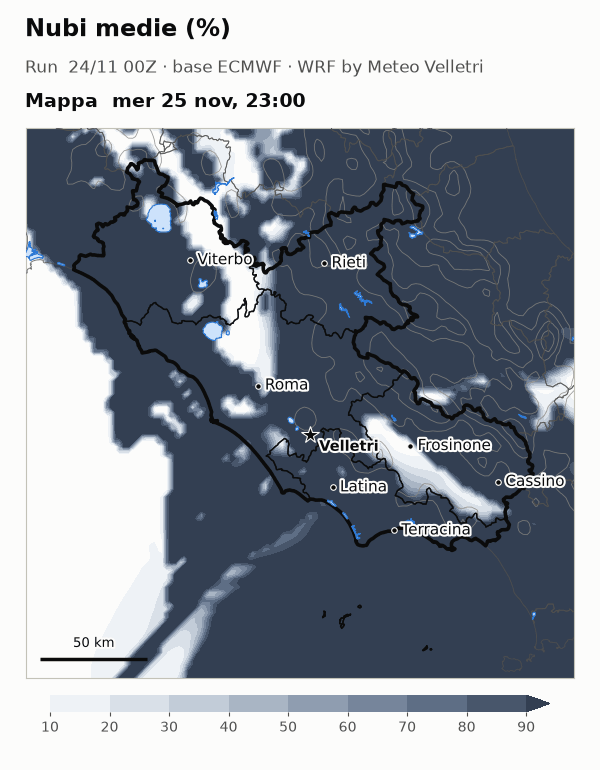 Nubi medie (%)
Run  24/11 00Z · base ECMWF · WRF by Meteo Velletri
Mappa  mer 25 nov, 23:00
Viterbo
Rieti
Roma
Velletri
Frosinone
Cassino
Latina
Terracina
50 km
10 20 30 40 50 60 70 80 90